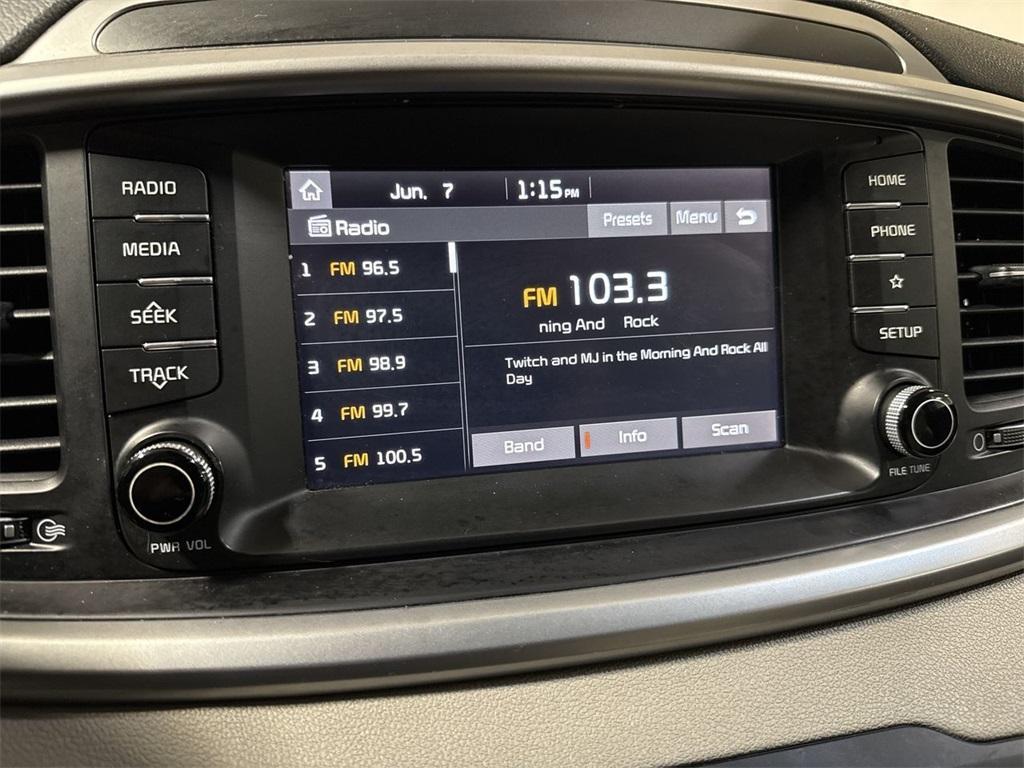 RADIO
MEDIA
SEEK
TRACK
PWR VOL
Jun. 7 1:15 PM
Radio Presets Menu
1 FM 96.5
2 FM 97.5
3 FM 98.9
4 FM 99.7
5 FM 100.5
FM 103.3
ning And Rock
Twitch and MJ in the Morning And Rock All
Day
Band Info Scan
HOME
PHONE
SETUP
FILE TUNE